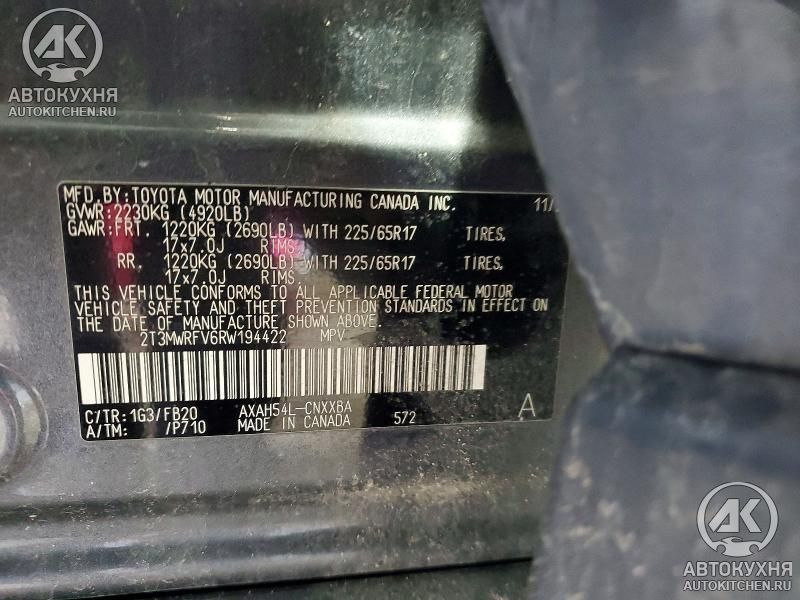 АК
АВТОКУХНЯ
AUTOKITCHEN.RU
MFD.BY:TOYOTA MOTOR MANUFACTURING CANADA INC. 11/
GVWR:2230KG (4920LB)
GAWR:FRT. 1220KG (2690LB) WITH 225/65R17 TIRES,
17x7.0J RIMS
RR. 1220KG (2690LB) WITH 225/65R17 TIRES,
17x7.0J RIMS
THIS VEHICLE CONFORMS TO ALL APPLICABLE FEDERAL MOTOR
VEHICLE SAFETY AND THEFT PREVENTION STANDARDS IN EFFECT ON
THE DATE OF MANUFACTURE SHOWN ABOVE.
2T3MWRFV6RW194422 MPV
C/TR:1G3/FB20 AXAH54L-CNXXBA A
A/TM: /P710 MADE IN CANADA 572
АК
АВТОКУХНЯ
AUTOKITCHEN.RU